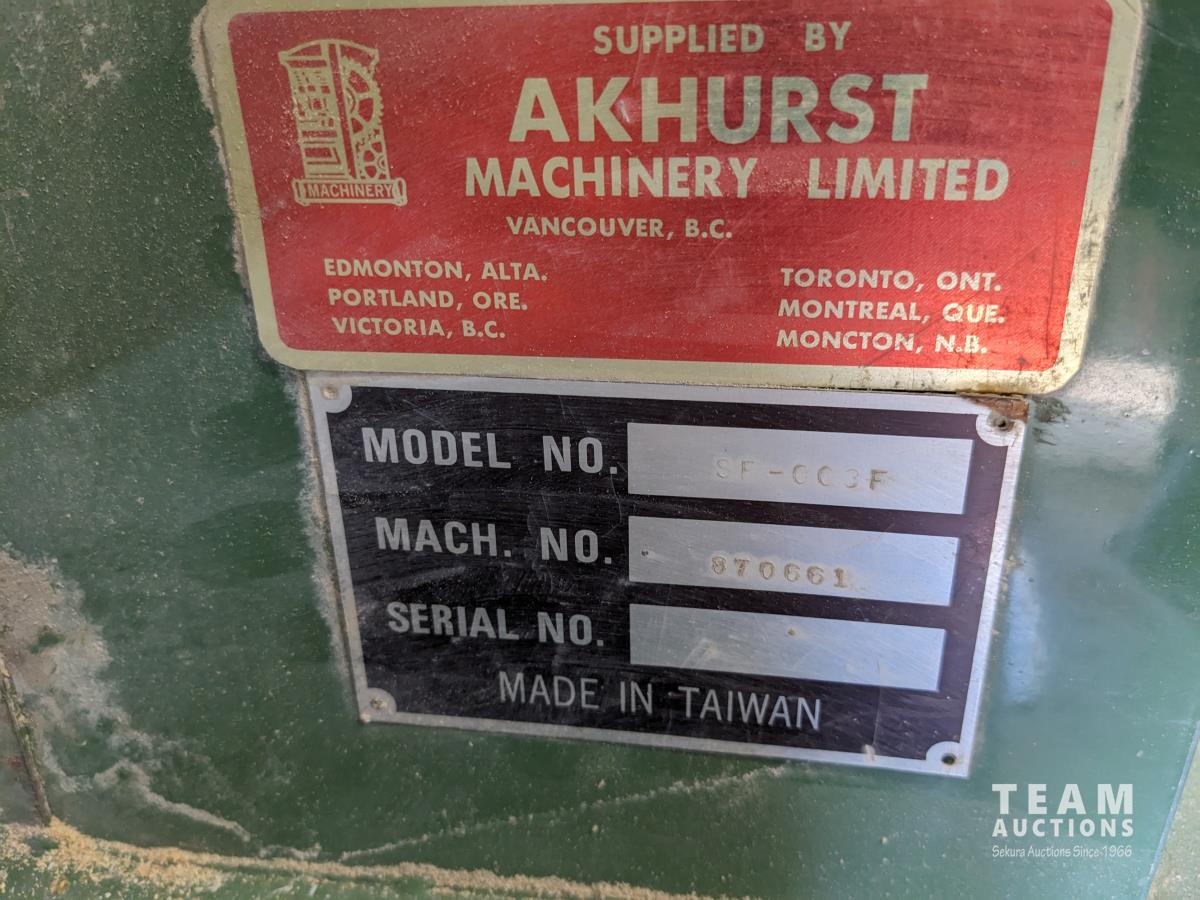 SUPPLIED BY
AKHURST
MACHINERY LIMITED
MACHINERY
VANCOUVER, B.C.
EDMONTON, ALTA.
PORTLAND, ORE.
VICTORIA, B.C.
TORONTO, ONT.
MONTREAL, QUE.
MONCTON, N.B.
MODEL NO. SF-003F
MACH. NO. 870661
SERIAL NO.
MADE IN TAIWAN
TEAM
AUCTIONS
Sekura Auctions Since 1966